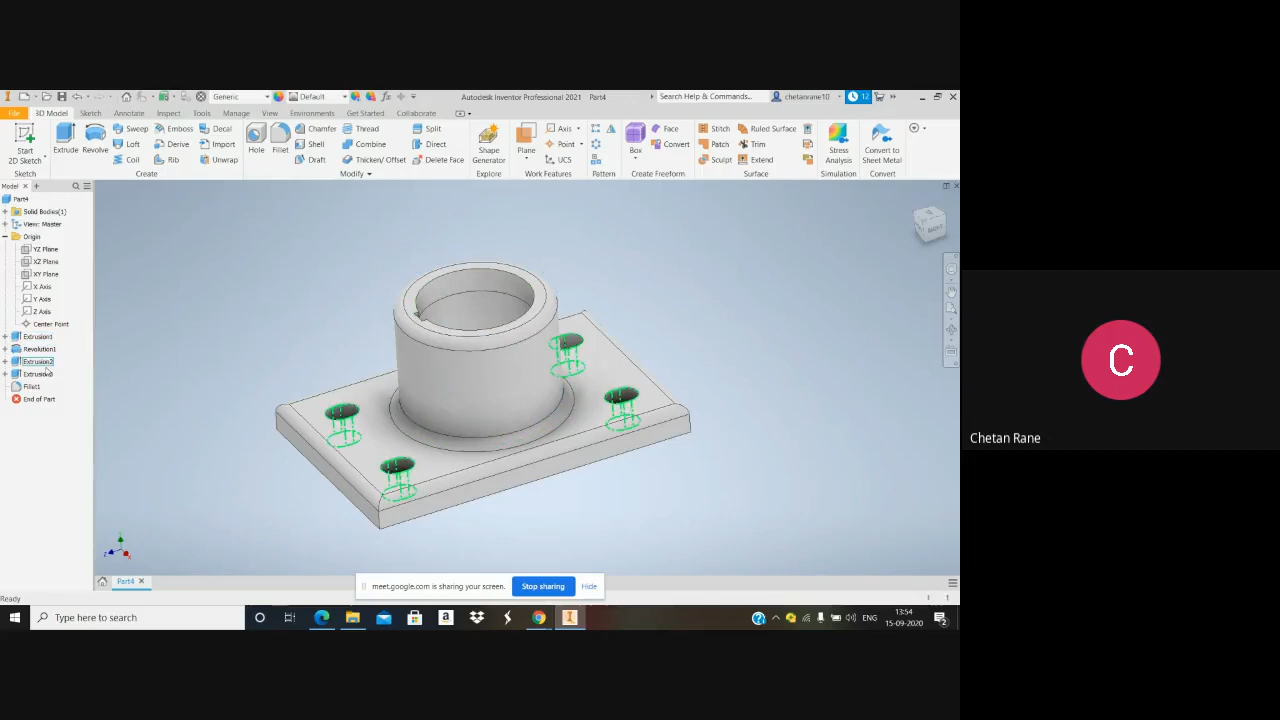 Generic
Default
Autodesk Inventor Professional 2021 Part4
Search Help & Commands...
chetanrane10
12
File
3D Model
Sketch
Annotate
Inspect
Tools
Manage
View
Environments
Get Started
Collaborate
Start
2D Sketch
Extrude
Revolve
Sweep
Emboss
Decal
Loft
Derive
Import
Coil
Rib
Unwrap
Hole
Fillet
Chamfer
Thread
Split
Shell
Combine
Direct
Draft
Thicken/ Offset
Delete Face
Shape
Generator
Plane
Axis
Point
UCS
Box
Face
Convert
Stitch
Ruled Surface
Patch
Trim
Sculpt
Extend
Stress
Analysis
Convert to
Sheet Metal
Sketch
Create
Modify
Explore
Work Features
Pattern
Create Freeform
Surface
Simulation
Convert
Model
Part4
Solid Bodies(1)
View: Master
Origin
YZ Plane
XZ Plane
XY Plane
X Axis
Y Axis
Z Axis
Center Point
Extrusion1
Revolution1
Extrusion2
Fillet1
End of Part
RIGHT
C
Chetan Rane
Part4
meet.google.com is sharing your screen.
Stop sharing
Hide
Ready
1
1
Type here to search
ENG
13:54
15-09-2020
2